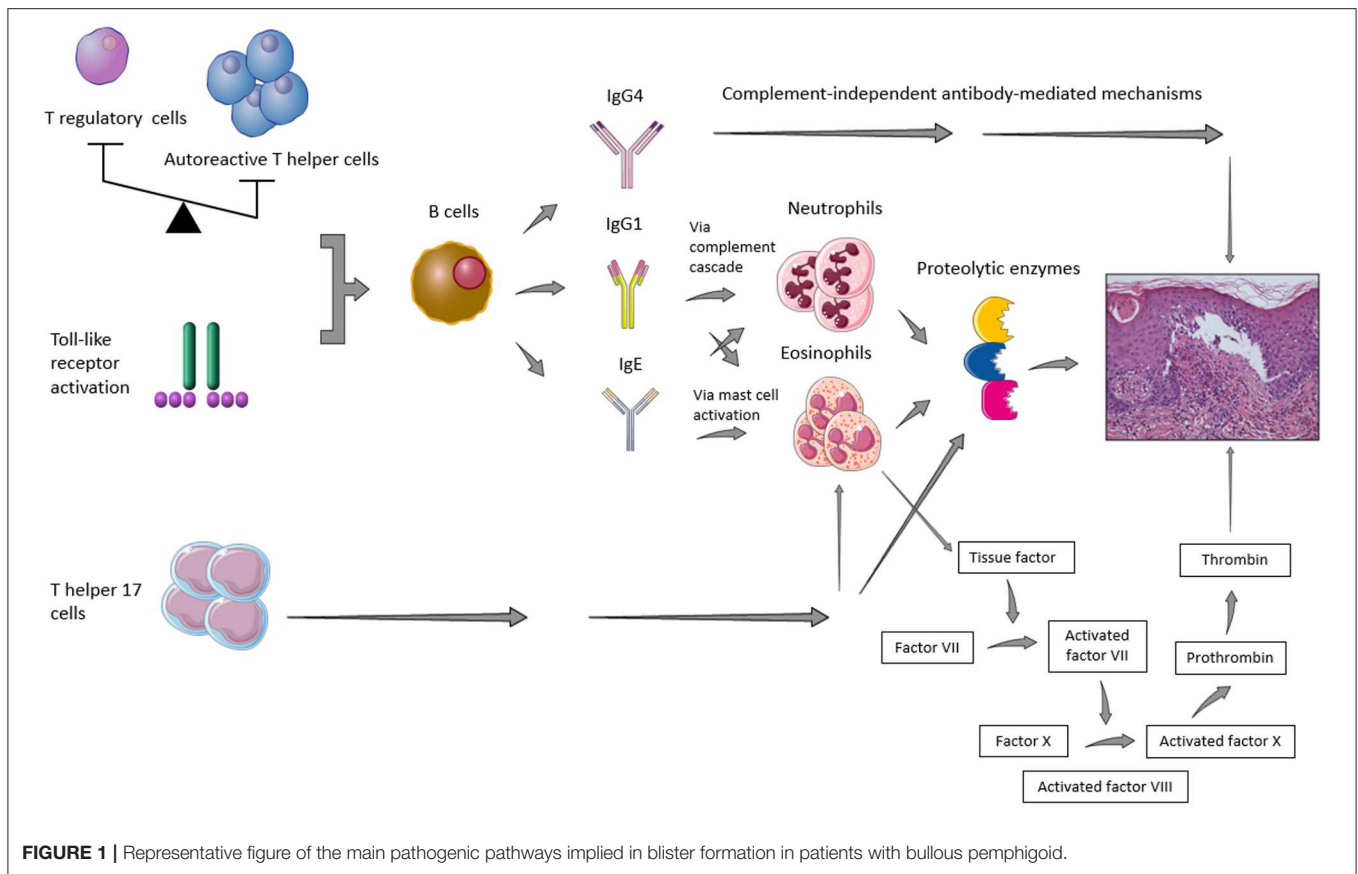 T regulatory cells
Autoreactive T helper cells
Toll-like
receptor
activation
T helper 17
cells
B cells
IgG4
IgG1
IgE
Complement-independent antibody-mediated mechanisms
Via
complement
cascade
Via mast cell
activation
Neutrophils
Eosinophils
Proteolytic enzymes
Tissue factor
Factor VII
Activated
factor VII
Factor X
Activated factor X
Activated factor VIII
Prothrombin
Thrombin
FIGURE 1 | Representative figure of the main pathogenic pathways implied in blister formation in patients with bullous pemphigoid.